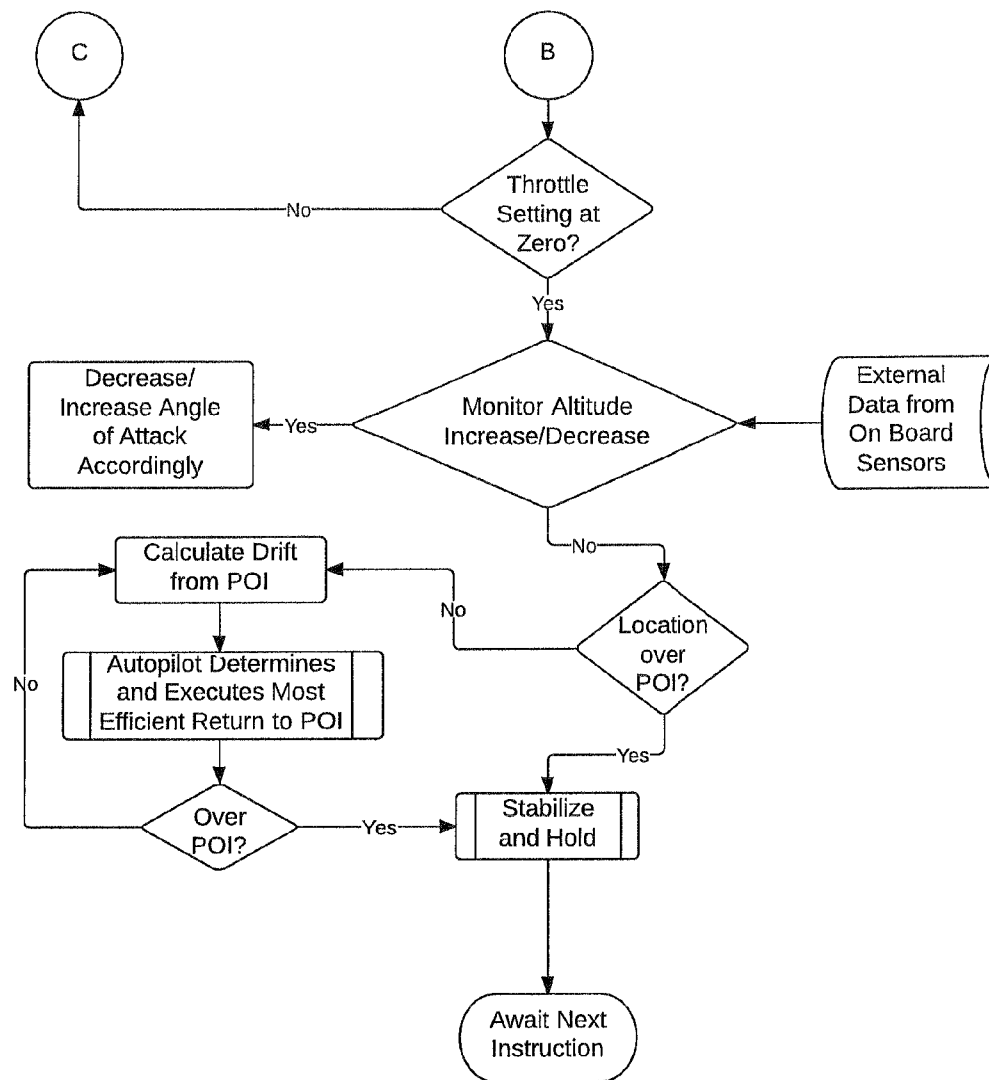 C
B
Throttle
Setting at
Zero?
No
Yes
Decrease/
Increase Angle
of Attack
Accordingly
Yes
Monitor Altitude
Increase/Decrease
External
Data from
On Board
Sensors
No
Calculate Drift
from POI
No
Location
over
POI?
No
Autopilot Determines
and Executes Most
Efficient Return to POI
Yes
Over
POI?
Yes
Stabilize
and Hold
Await Next
Instruction